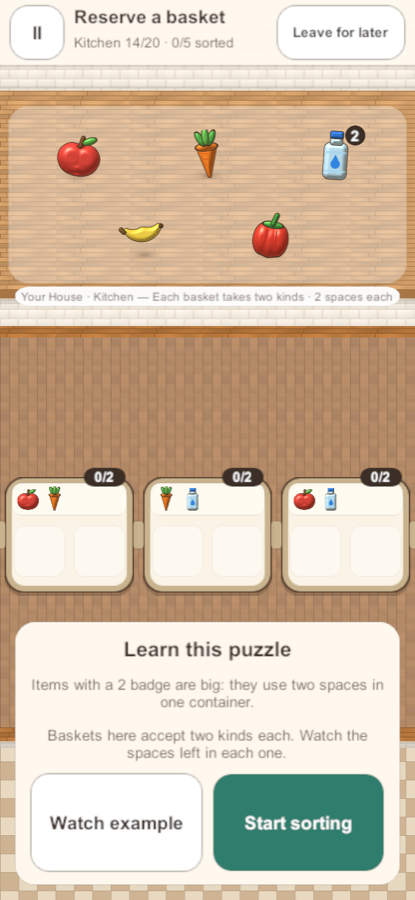 Reserve a basket
Kitchen 14/20 · 0/5 sorted
Leave for later
2
Your House · Kitchen — Each basket takes two kinds · 2 spaces each
0/2
0/2
0/2
Learn this puzzle
Items with a 2 badge are big: they use two spaces in
one container.
Baskets here accept two kinds each. Watch the
spaces left in each one.
Watch example
Start sorting